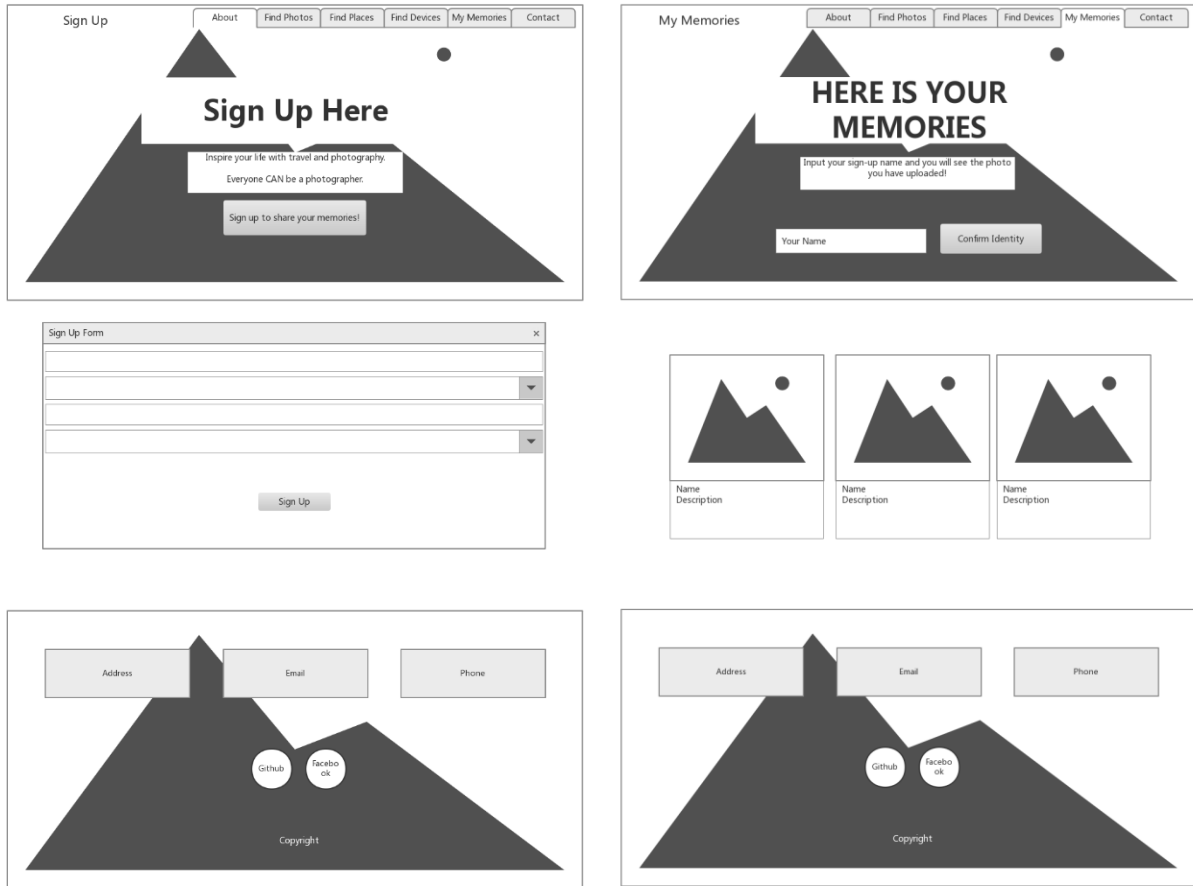 Sign Up
About
Find Photos
Find Places
Find Devices
My Memories
Contact
Sign Up Here
Inspire your life with travel and photography.
Everyone CAN be a photographer.
Sign up to share your memories!
Sign Up Form
×
Sign Up
Address
Email
Phone
Github
Facebo
ok
Copyright
My Memories
About
Find Photos
Find Places
Find Devices
My Memories
Contact
HERE IS YOUR
MEMORIES
Input your sign-up name and you will see the photo
you have uploaded!
Your Name
Confirm Identity
Name
Description
Name
Description
Name
Description
Address
Email
Phone
Github
Facebo
ok
Copyright